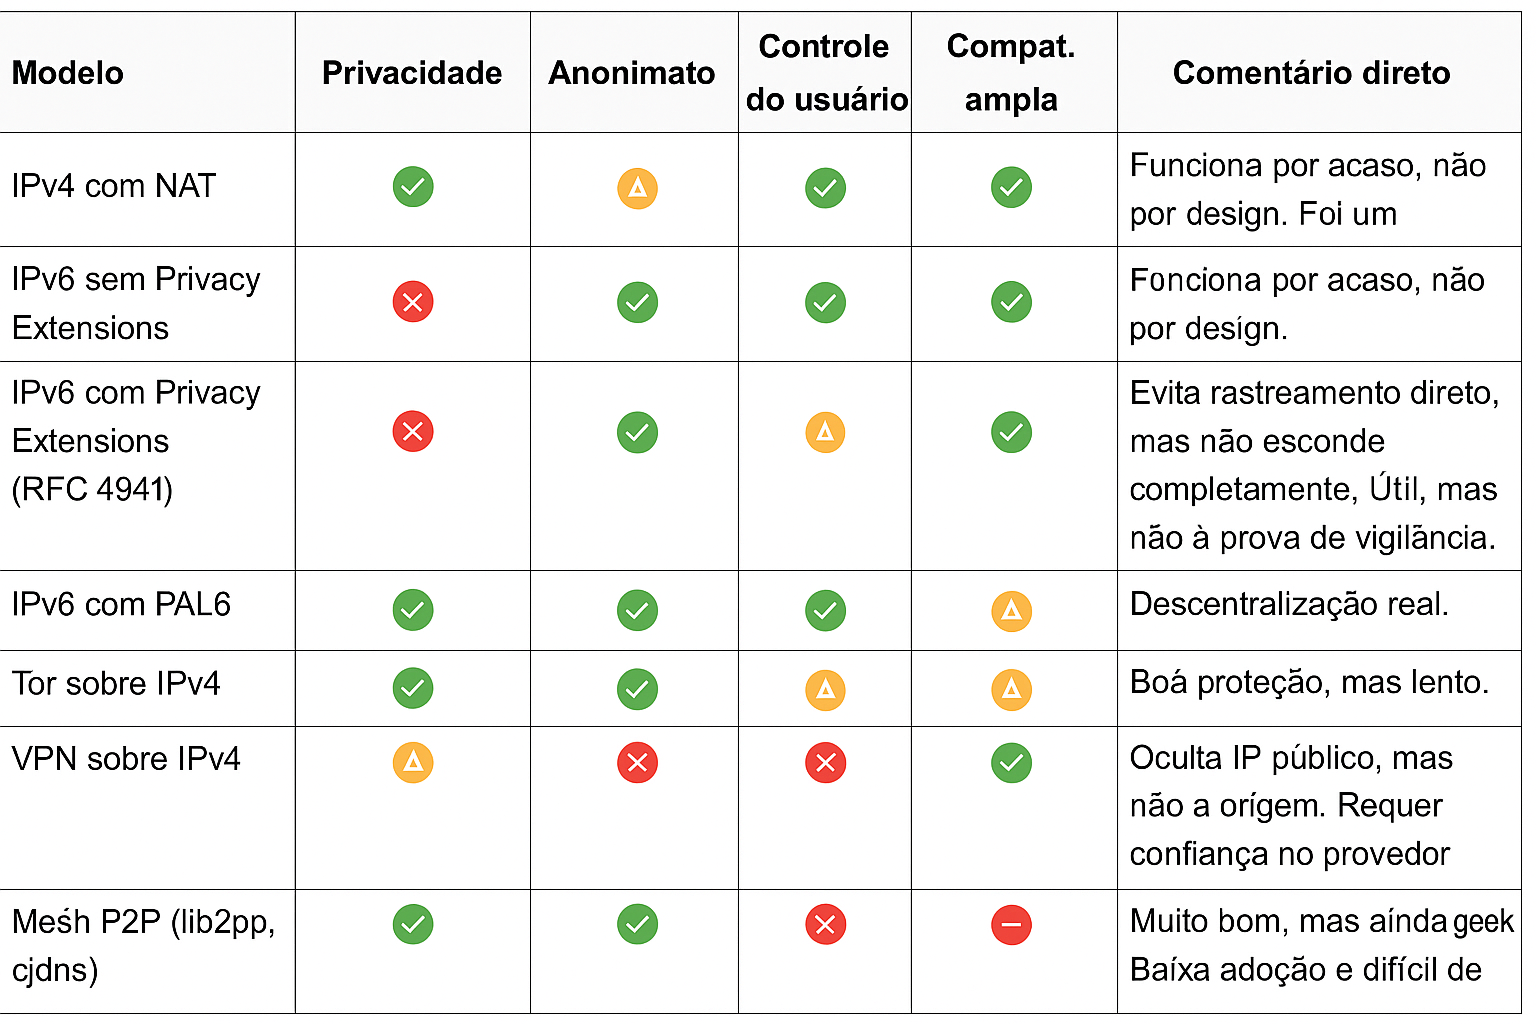 Modelo
Privacidade
Anonimato
Controle
do usuário
Compat.
ampla
Comentário direto
IPv4 com NAT
Funciona por acaso, não
por design. Foi um
IPv6 sem Privacy
Extensions
Fonciona por acaso, não
por desígn.
IPv6 com Privacy
Extensions
(RFC 4941)
Evita rastreamento direto,
mas não esconde
completamente, Útil, mas
não à prova de vigilãncia.
IPv6 com PAL6
Descentralização real.
Tor sobre IPv4
Boá proteção, mas lento.
VPN sobre IPv4
Oculta IP público, mas
não a orígem. Requer
confiança no provedor
Meśh P2P (lib2pp,
cjdns)
Muito bom, mas aínda geek
Baíxa adoção e difícil de